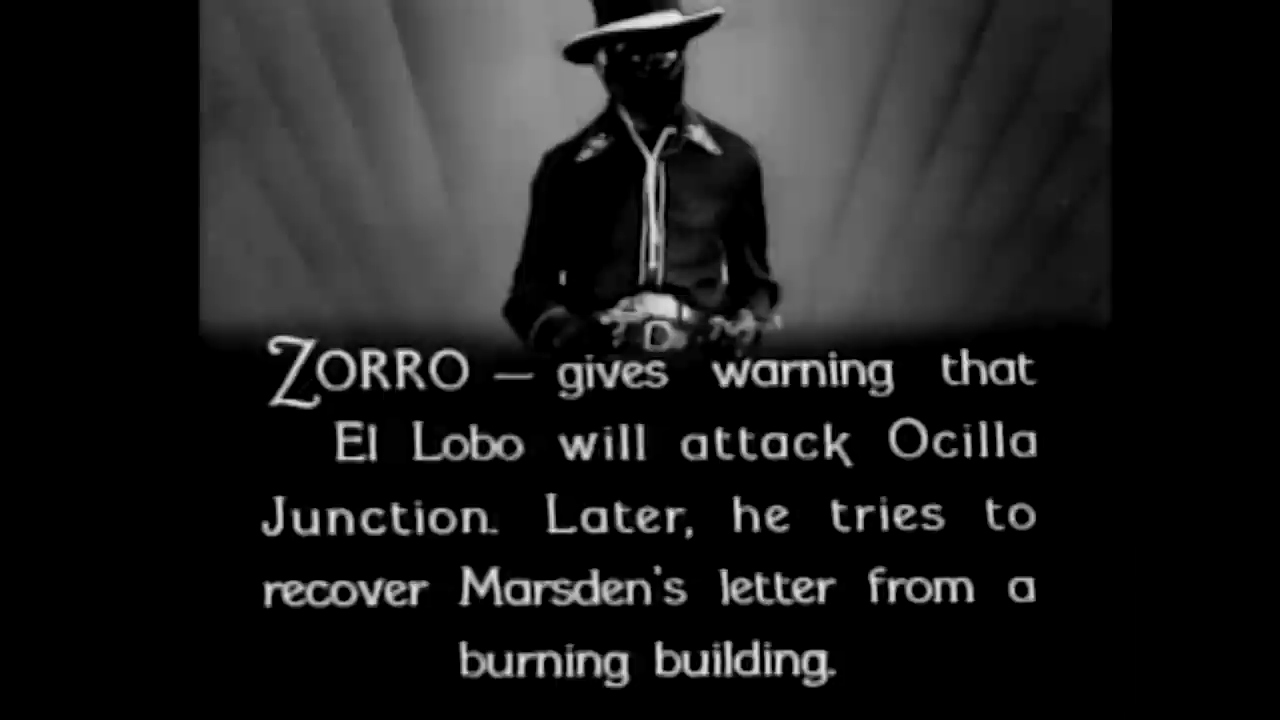 ZORRO — gives warning that
El Lobo will attack Ocilla
Junction. Later, he tries to
recover Marsden's letter from a
burning building.